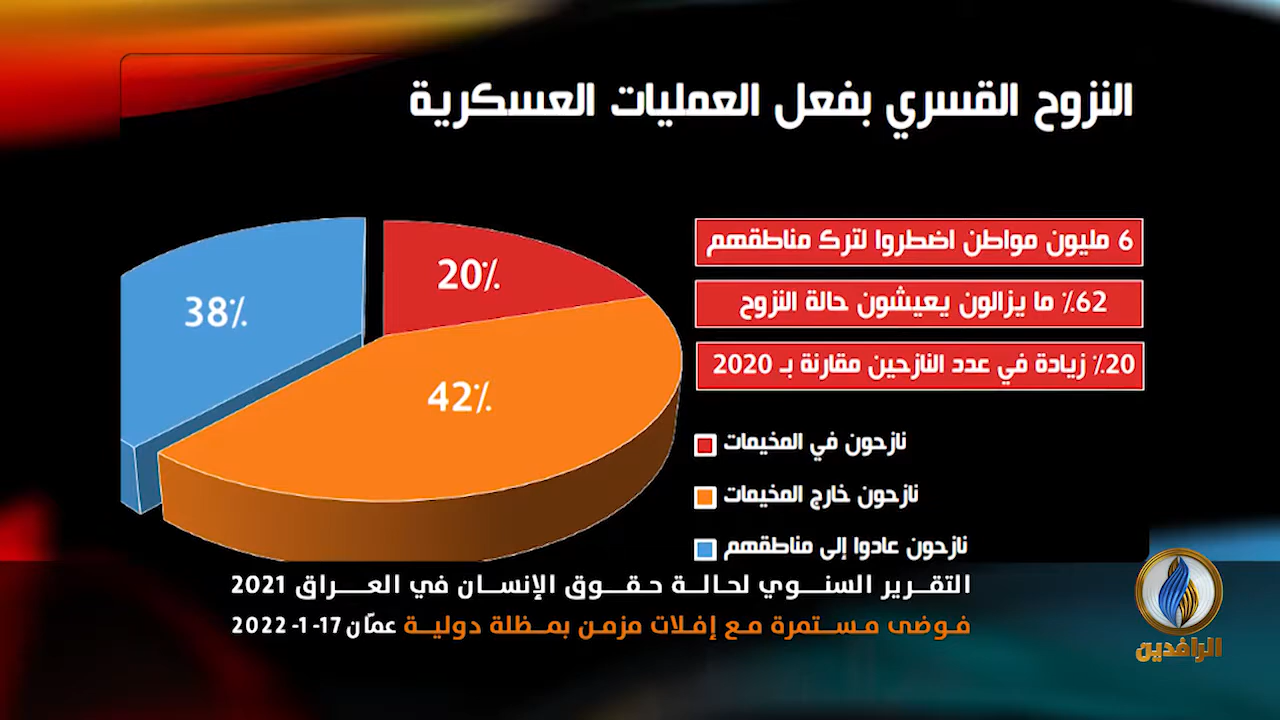 النزوح القسري بفعل العمليات العسكرية
6 مليون مواطن اضطروا لترك مناطقهم
62٪ ما يزالون يعيشون حالة النزوح
20٪ زيادة في عدد النازحين مقارنة بـ 2020
20٪
38٪
42٪
نازحون في المخيمات
نازحون خارج المخيمات
نازحون عادوا إلى مناطقهم
التقرير السنوي لحالة حقوق الإنسان في العراق 2021
فوضى مستمرة مع إفلات مزمن بمظلة دولية عمّان 17- 1- 2022
الرافدين